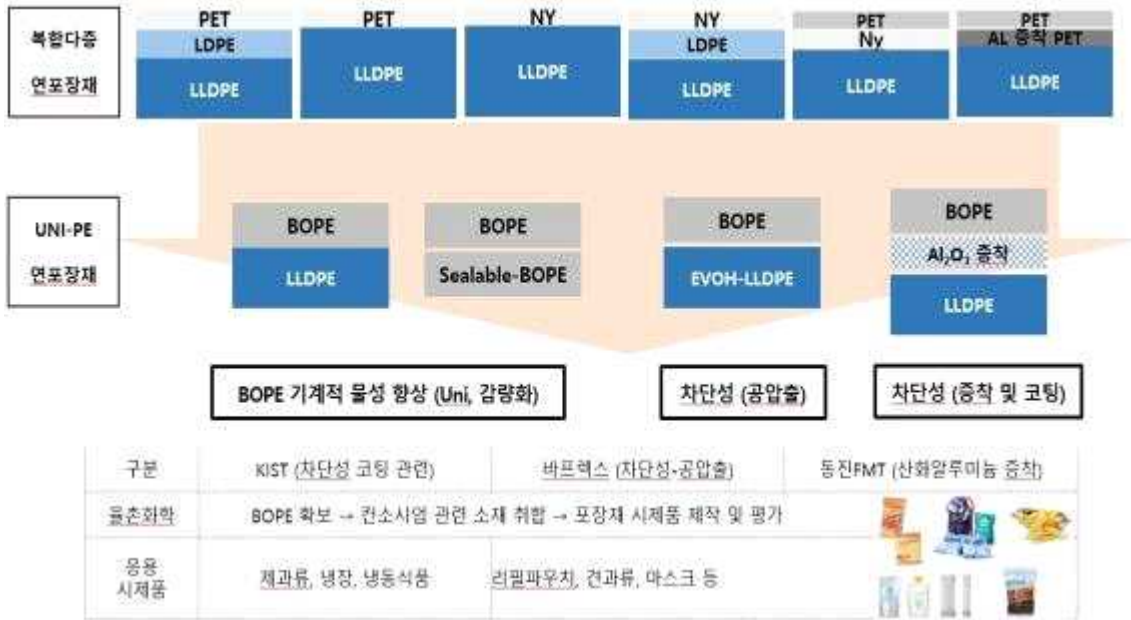 복합다층
연포장재
PET
LDPE
LLDPE
PET
LLDPE
NY
LLDPE
NY
LDPE
LLDPE
PET
Ny
LLDPE
PET
AL 증착 PET
LLDPE
UNI-PE
연포장재
BOPE
LLDPE
BOPE
Sealable-BOPE
BOPE
EVOH-LLDPE
BOPE
Al₂O₃ 증착
LLDPE
BOPE 기계적 물성 향상 (Uni, 감량화)
차단성 (공압출)
차단성 (증착 및 코팅)
구분
KIST (차단성 코팅 관련)
바프렉스 (차단성-공압출)
동진FMT (산화알루미늄 증착)
율촌화학
BOPE 확보 → 컨소시엄 관련 소재 취합 → 포장재 시제품 제작 및 평가
응용
시제품
제과류, 냉장, 냉동식품
리필파우치, 견과류, 마스크 등